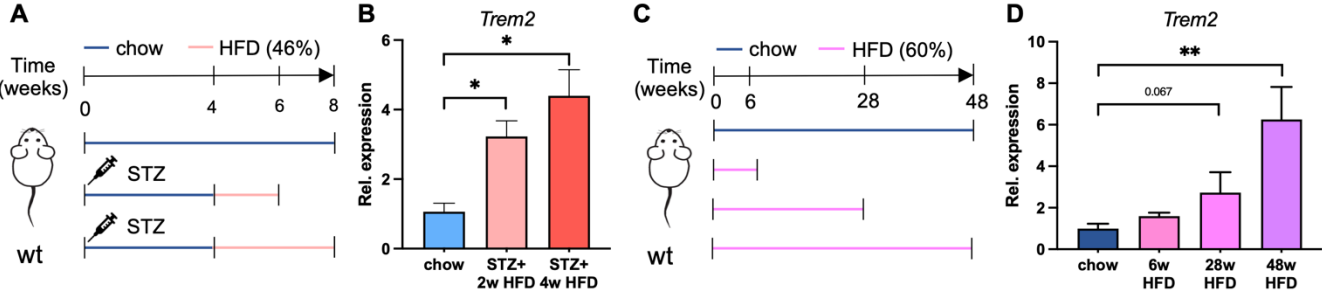 A
chow HFD (46%)
Time
(weeks)
0 4 6 8
STZ
STZ
wt
B
Trem2
*
*
Rel. expression
6
4
2
0
chow STZ+ STZ+
2w HFD 4w HFD
C
chow HFD (60%)
Time
(weeks)
0 6 28 48
wt
D
Trem2
**
0.067
Rel. expression
10
8
6
4
2
0
chow 6w 28w 48w
HFD HFD HFD